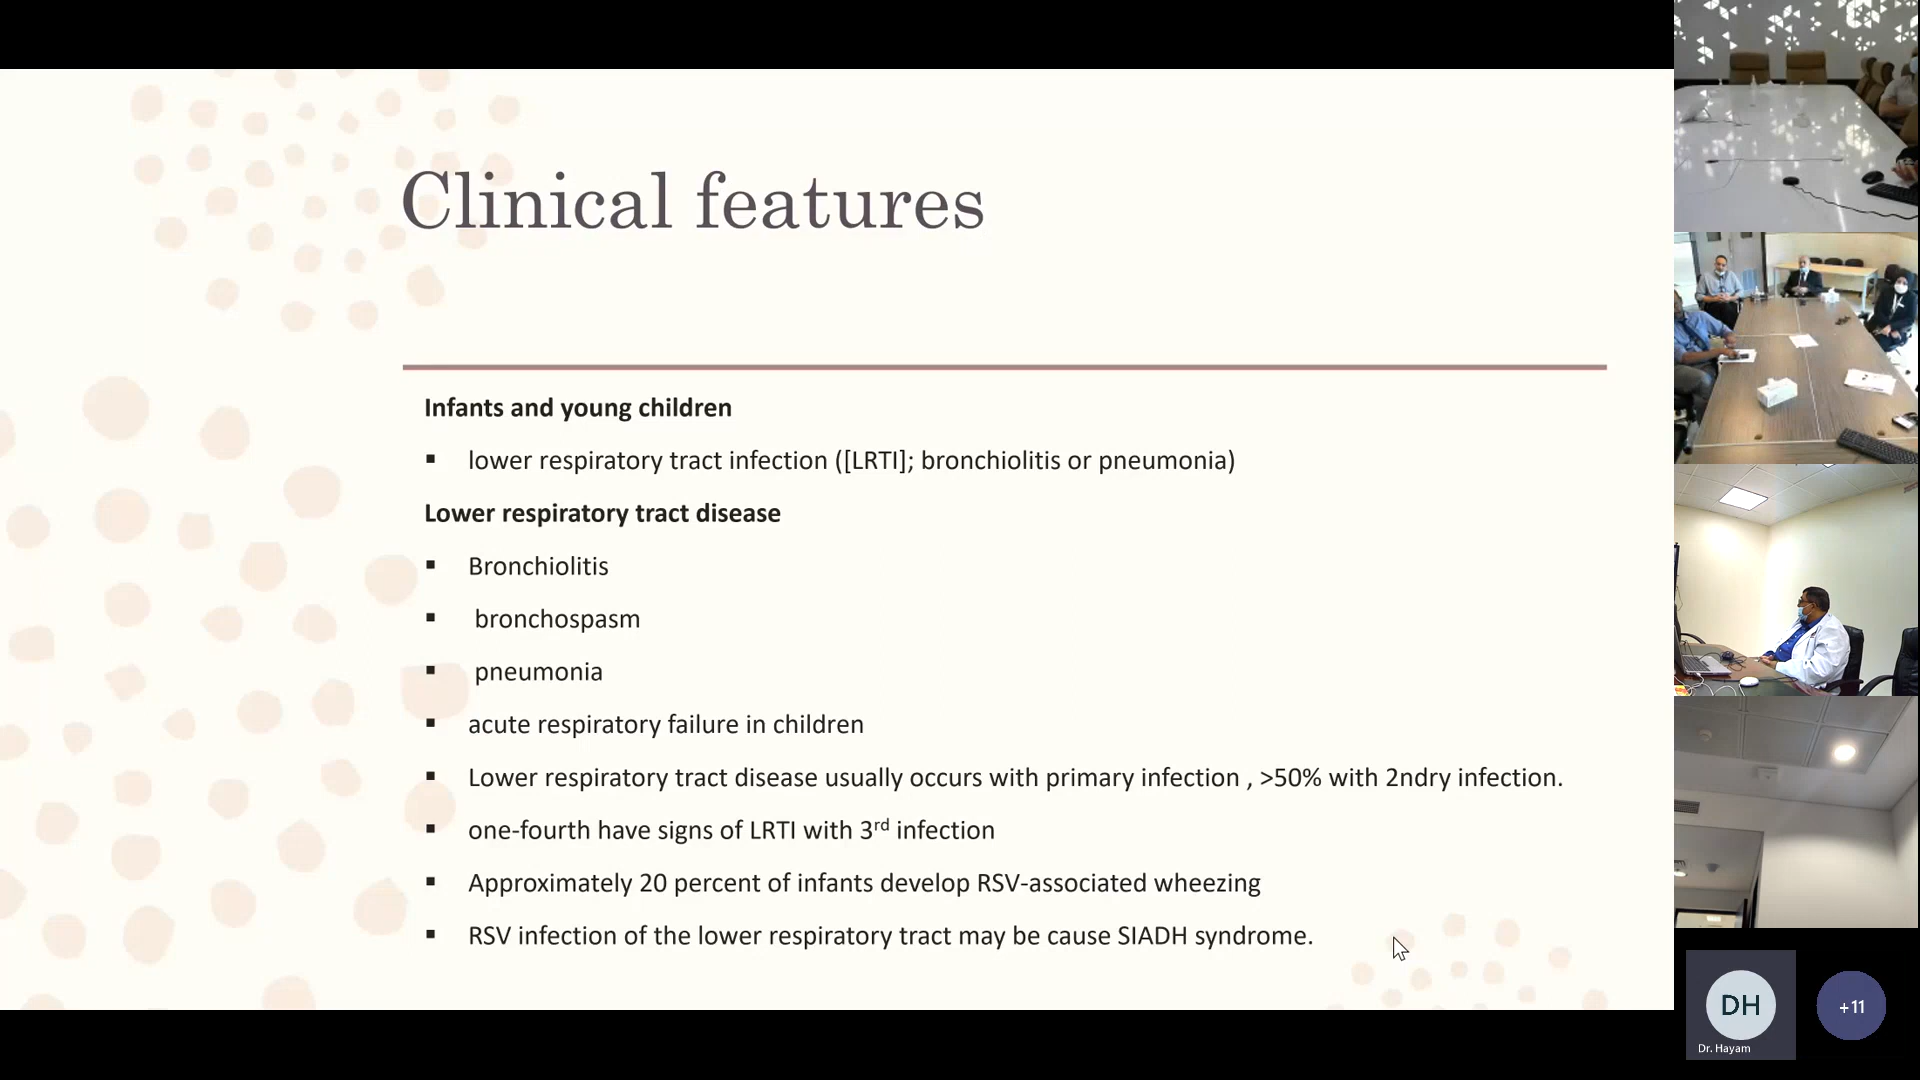 Clinical features
Infants and young children
▪ lower respiratory tract infection ([LRTI]; bronchiolitis or pneumonia)
Lower respiratory tract disease
▪ Bronchiolitis
▪ bronchospasm
▪ pneumonia
▪ acute respiratory failure in children
▪ Lower respiratory tract disease usually occurs with primary infection , >50% with 2ndry infection.
▪ one-fourth have signs of LRTI with 3rd infection
▪ Approximately 20 percent of infants develop RSV-associated wheezing
▪ RSV infection of the lower respiratory tract may be cause SIADH syndrome.
DH
Dr. Hayam
+11